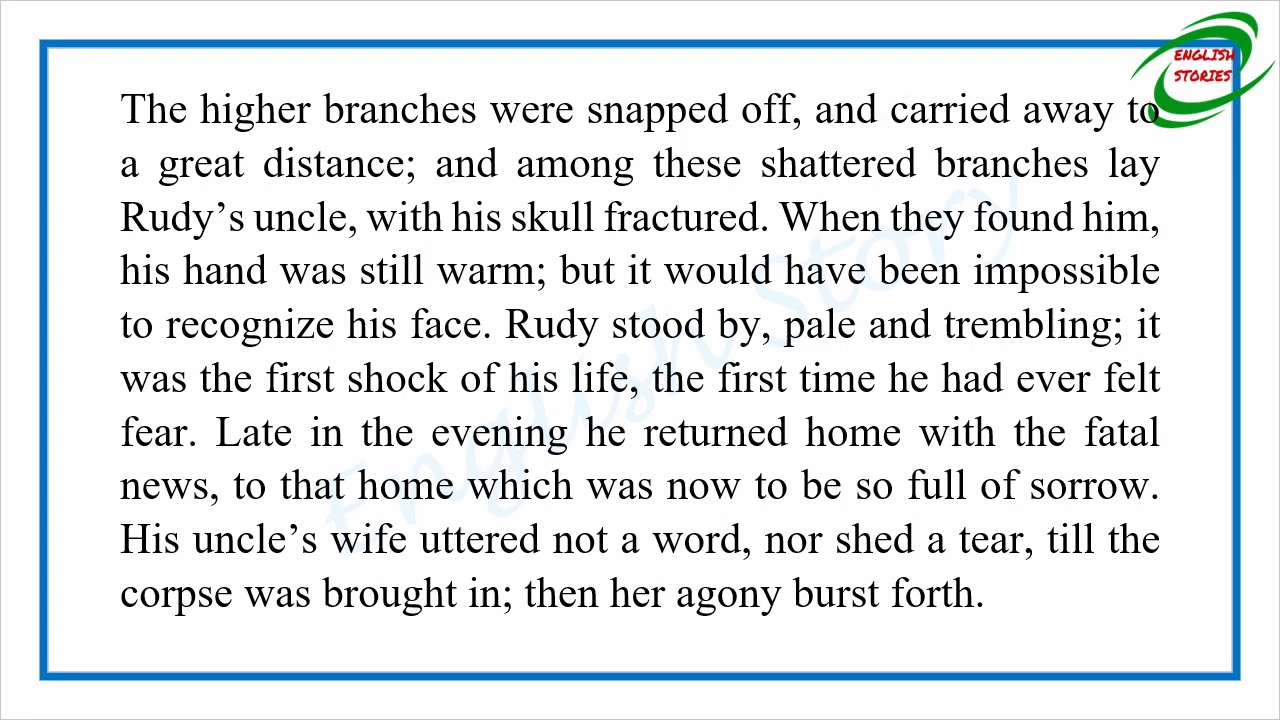 ENGLISH
STORIES
The higher branches were snapped off, and carried away to
a great distance; and among these shattered branches lay
Rudy’s uncle, with his skull fractured. When they found him,
his hand was still warm; but it would have been impossible
to recognize his face. Rudy stood by, pale and trembling; it
was the first shock of his life, the first time he had ever felt
fear. Late in the evening he returned home with the fatal
news, to that home which was now to be so full of sorrow.
His uncle’s wife uttered not a word, nor shed a tear, till the
corpse was brought in; then her agony burst forth.
English Story